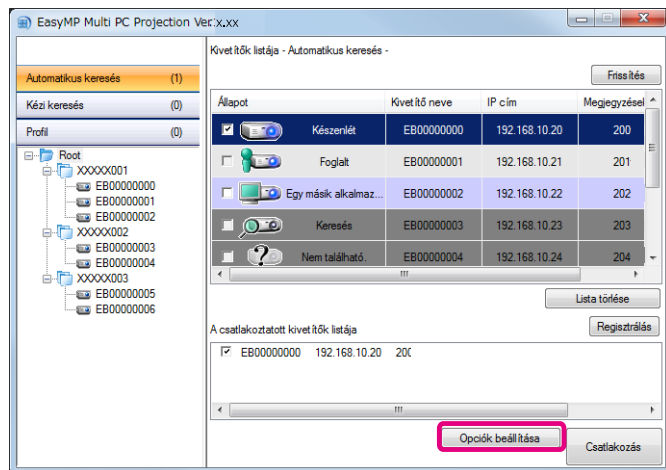 EasyMP Multi PC Projection Ver.x.xx
Kivetítők listája - Automatikus keresés -
Automatikus keresés (1)
Kézi keresés (0)
Profil (0)
Root
XXXXX001
EB00000000
EB00000001
EB00000002
XXXXX002
EB00000003
EB00000004
XXXXX003
EB00000005
EB00000006
Frissítés
Állapot Kivetítő neve IP cím Megjegyzései
Készenlét EB00000000 192.168.10.20 200
Foglalt EB00000001 192.168.10.21 201
Egy másik alkalmaz... EB00000002 192.168.10.22 202
Keresés EB00000003 192.168.10.23 203
Nem található. EB00000004 192.168.10.24 204
Lista törlése
A csatlakoztatott kivetítők listája
Regisztrálás
EB00000000 192.168.10.20 200
Opciók beállítása
Csatlakozás